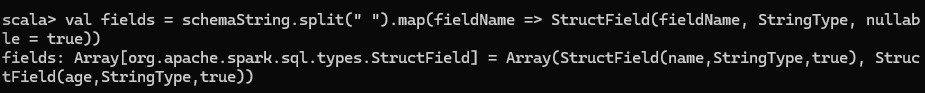 scala> val fields = schemaString.split(" ").map(fieldName => StructField(fieldName, StringType, nullab
le = true))
fields: Array[org.apache.spark.sql.types.StructField] = Array(StructField(name,StringType,true), Struc
tField(age,StringType,true))